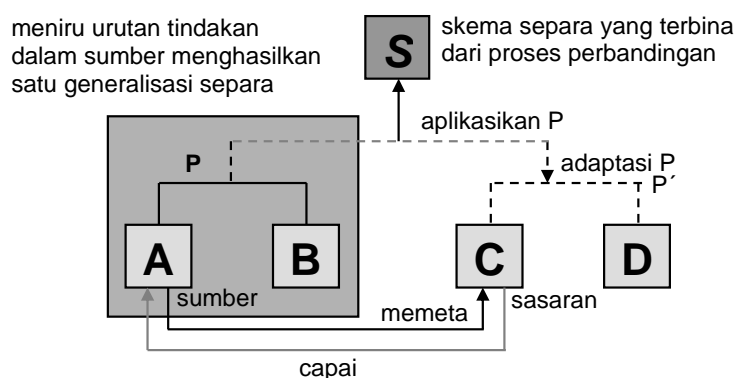 meniru urutan tindakan
dalam sumber menghasilkan
satu generalisasi separa
S
skema separa yang terbina
dari proses perbandingan
aplikasikan P
P
adaptasi P
P´
A
B
C
D
sumber
memeta
sasaran
capai